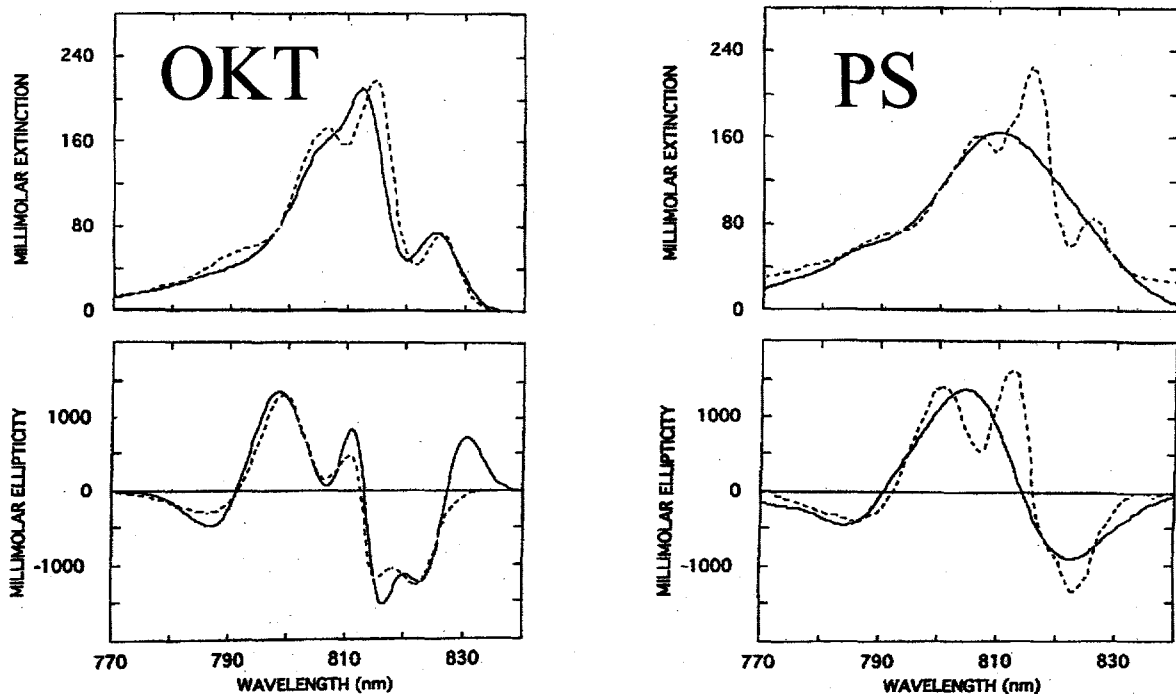 OKT
MILLIMOLAR EXTINCTION
240
160
80
0
MILLIMOLAR ELLIPTICITY
1000
0
-1000
770
790
810
830
WAVELENGTH (nm)
PS
MILLIMOLAR EXTINCTION
240
160
80
0
MILLIMOLAR ELLIPTICITY
1000
0
-1000
770
790
810
830
WAVELENGTH (nm)